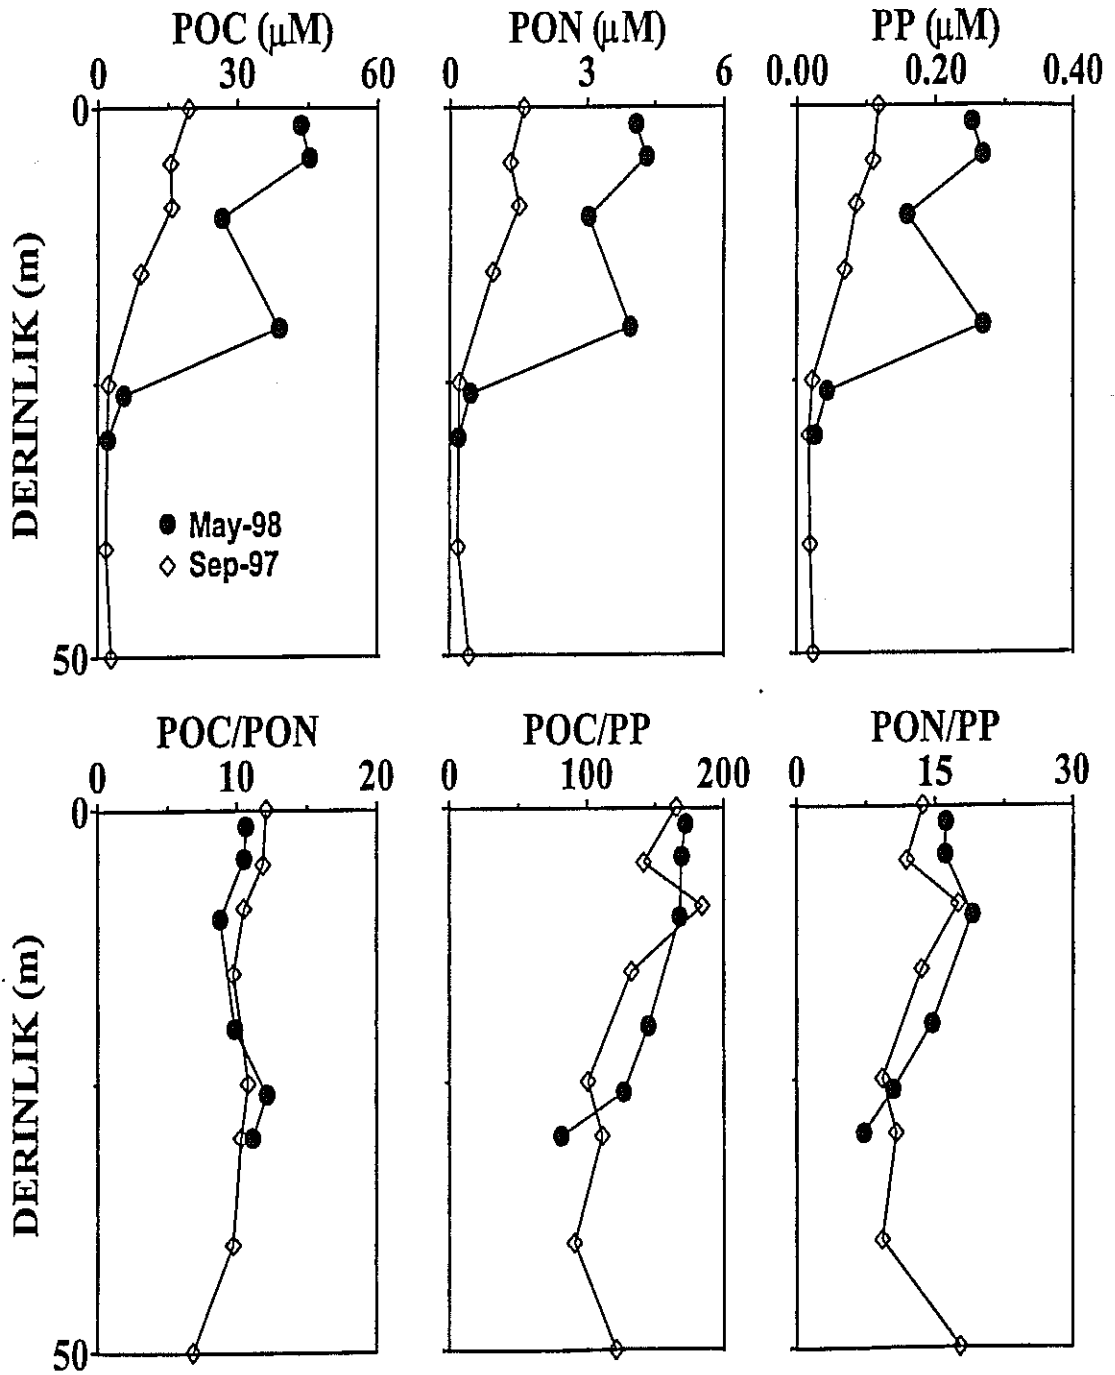 POC (µM) PON (µM) PP (µM)
0 30 60 0 3 6 0.00 0.20 0.40
0
DERINLIK (m)
May-98
Sep-97
50
POC/PON POC/PP PON/PP
0 10 20 0 100 200 0 15 30
0
DERINLIK (m)
50